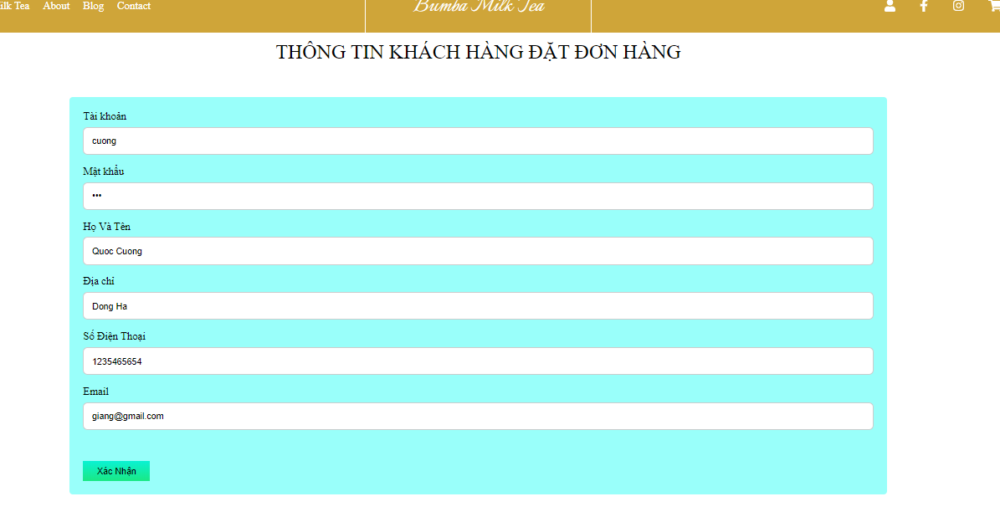 ilk Tea About Blog Contact
Bumba Milk Tea
THÔNG TIN KHÁCH HÀNG ĐẶT ĐƠN HÀNG
Tài khoản
cuong
Mật khẩu
•••
Họ Và Tên
Quoc Cuong
Địa chỉ
Dong Ha
Số Điện Thoại
1235465654
Email
giang@gmail.com
Xác Nhận